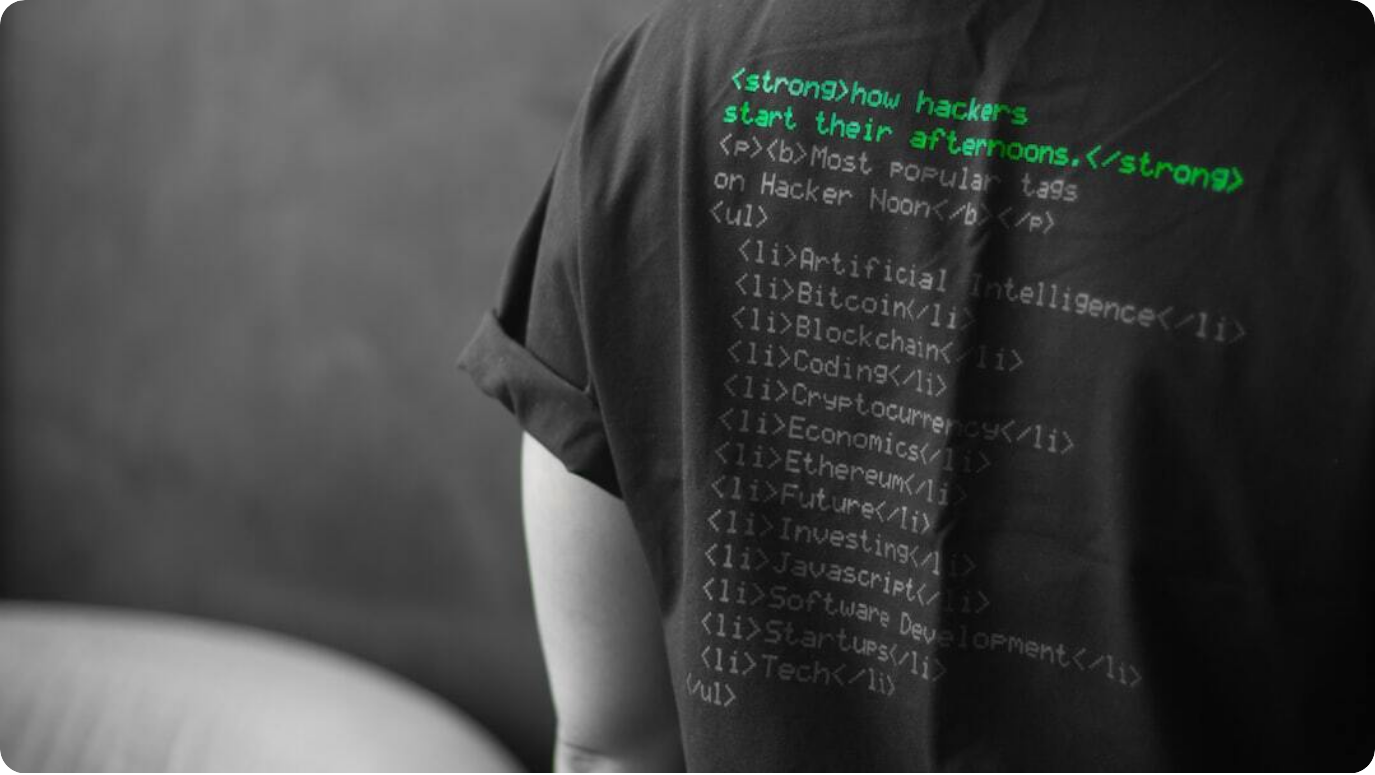 <strong>how hackers
start their afternoons.</strong>
<p><b>Most popular tags
on Hacker Noon</b></p>
<ul>
<li>Artificial Intelligence</li>
<li>Bitcoin</li>
<li>Blockchain</li>
<li>Coding</li>
<li>Cryptocurrency</li>
<li>Economics</li>
<li>Ethereum</li>
<li>Future</li>
<li>Investing</li>
<li>Javascript</li>
<li>Software Development</li>
<li>Startups</li>
<li>Tech</li>
</ul>